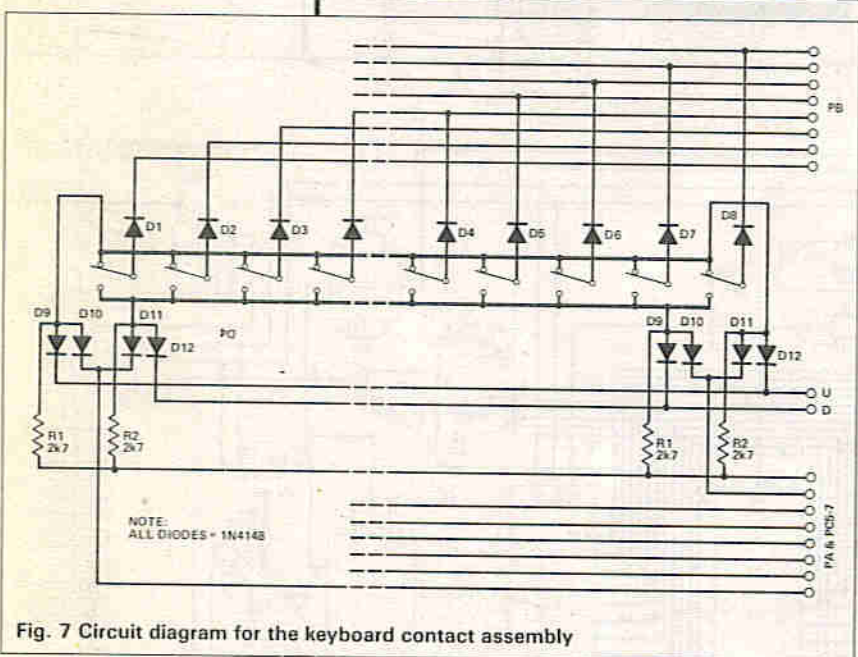 PB
D1
D2
D3
D4
D5
D6
D7
D8
D9
D10
D11
D12
D4
D9
D10
D11
D12
U
D
R1
2k7
R2
2k7
R1
2k7
R2
2k7
NOTE:
ALL DIODES = 1N4148
PA & PC5-7
Fig. 7 Circuit diagram for the keyboard contact assembly